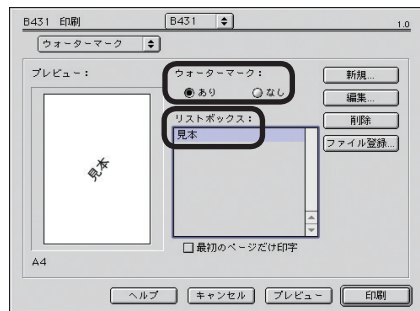 B431 印刷 B431 1.0
ウォーターマーク
プレビュー：
見本
A4
ウォーターマーク：
あり なし
リストボックス：
見本
最初のページだけ印字
新規...
編集...
削除
ファイル登録...
ヘルプ キャンセル プレビュー 印刷